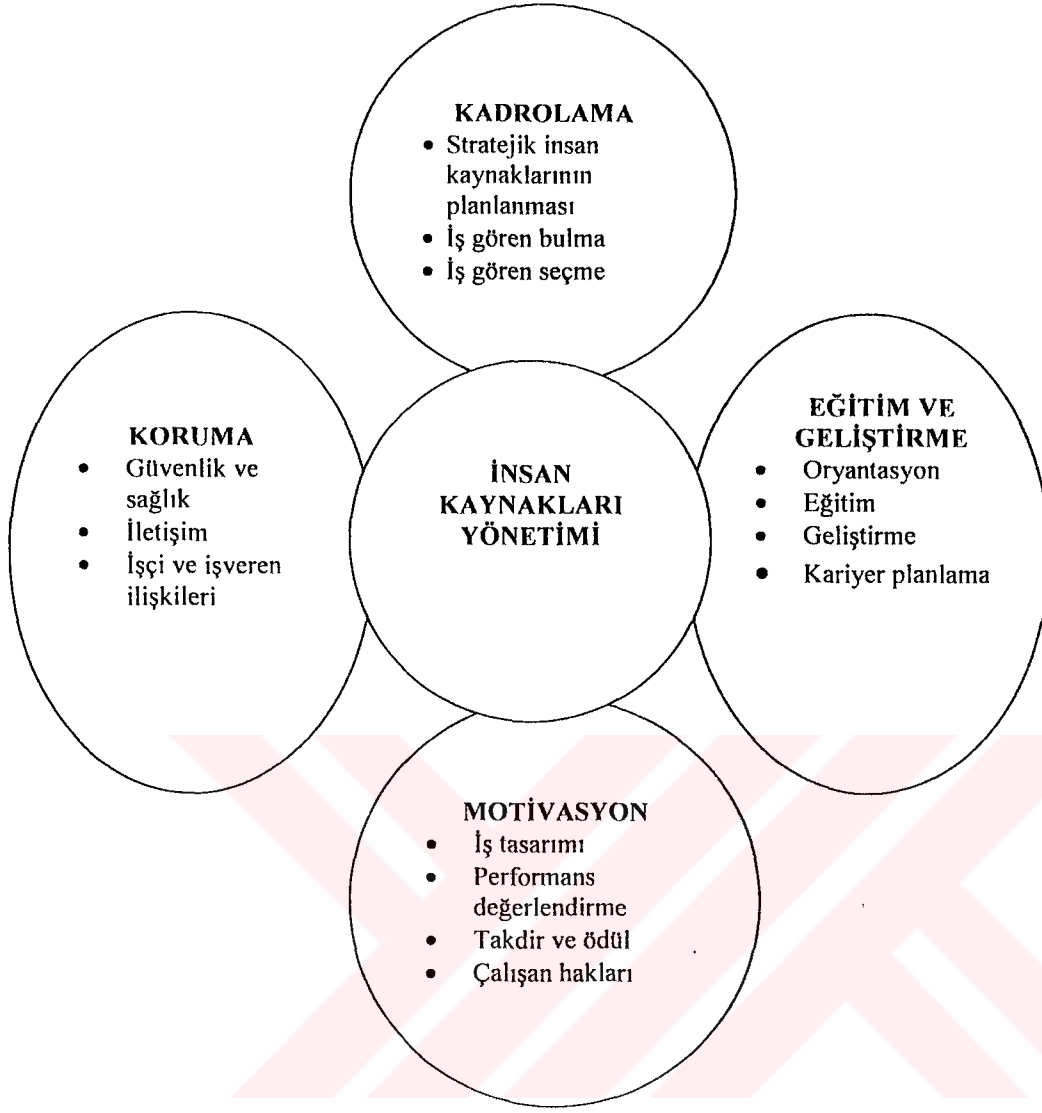 KADROLAMA
• Stratejik insan
kaynaklarının
planlanması
• İş gören bulma
• İş gören seçme
KORUMA
• Güvenlik ve
sağlık
• İletişim
• İşçi ve işveren
ilişkileri
İNSAN
KAYNAKLARI
YÖNETİMİ
EĞİTİM VE
GELİŞTİRME
• Oryantasyon
• Eğitim
• Geliştirme
• Kariyer planlama
MOTİVASYON
• İş tasarımı
• Performans
değerlendirme
• Takdir ve ödül
• Çalışan hakları